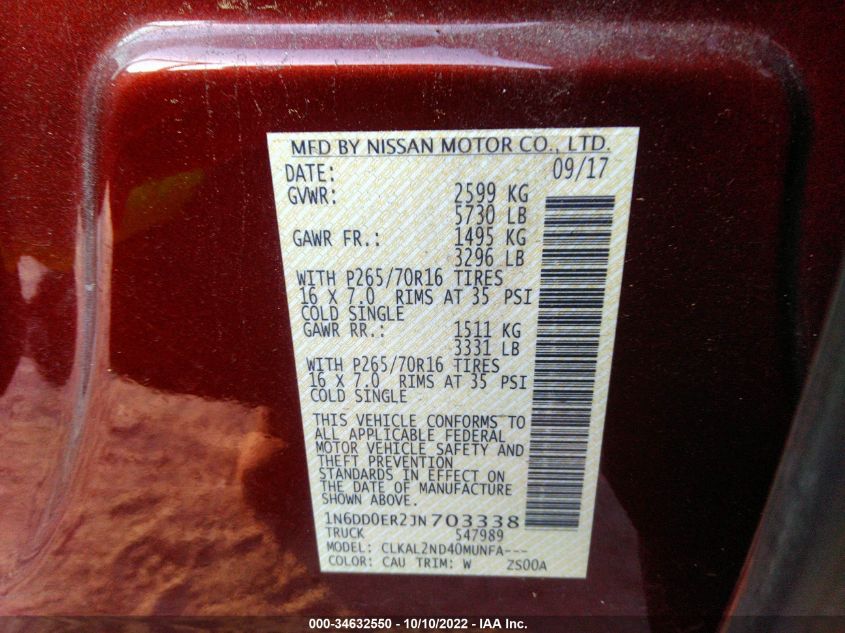 MFD BY NISSAN MOTOR CO., LTD.
DATE: 09/17
GVWR: 2599 KG
5730 LB
GAWR FR.: 1495 KG
3296 LB
WITH P265/70R16 TIRES
16 X 7.0 RIMS AT 35 PSI
COLD SINGLE
GAWR RR.: 1511 KG
3331 LB
WITH P265/70R16 TIRES
16 X 7.0 RIMS AT 35 PSI
COLD SINGLE
THIS VEHICLE CONFORMS TO
ALL APPLICABLE FEDERAL
MOTOR VEHICLE SAFETY AND
THEFT PREVENTION
STANDARDS IN EFFECT ON
THE DATE OF MANUFACTURE
SHOWN ABOVE.
1N6DD0ER2JN703338
TRUCK 547989
MODEL: CLKAL2ND40MUNFA---
COLOR: CAU TRIM: W ZS00A
000-34632550 - 10/10/2022 - IAA Inc.